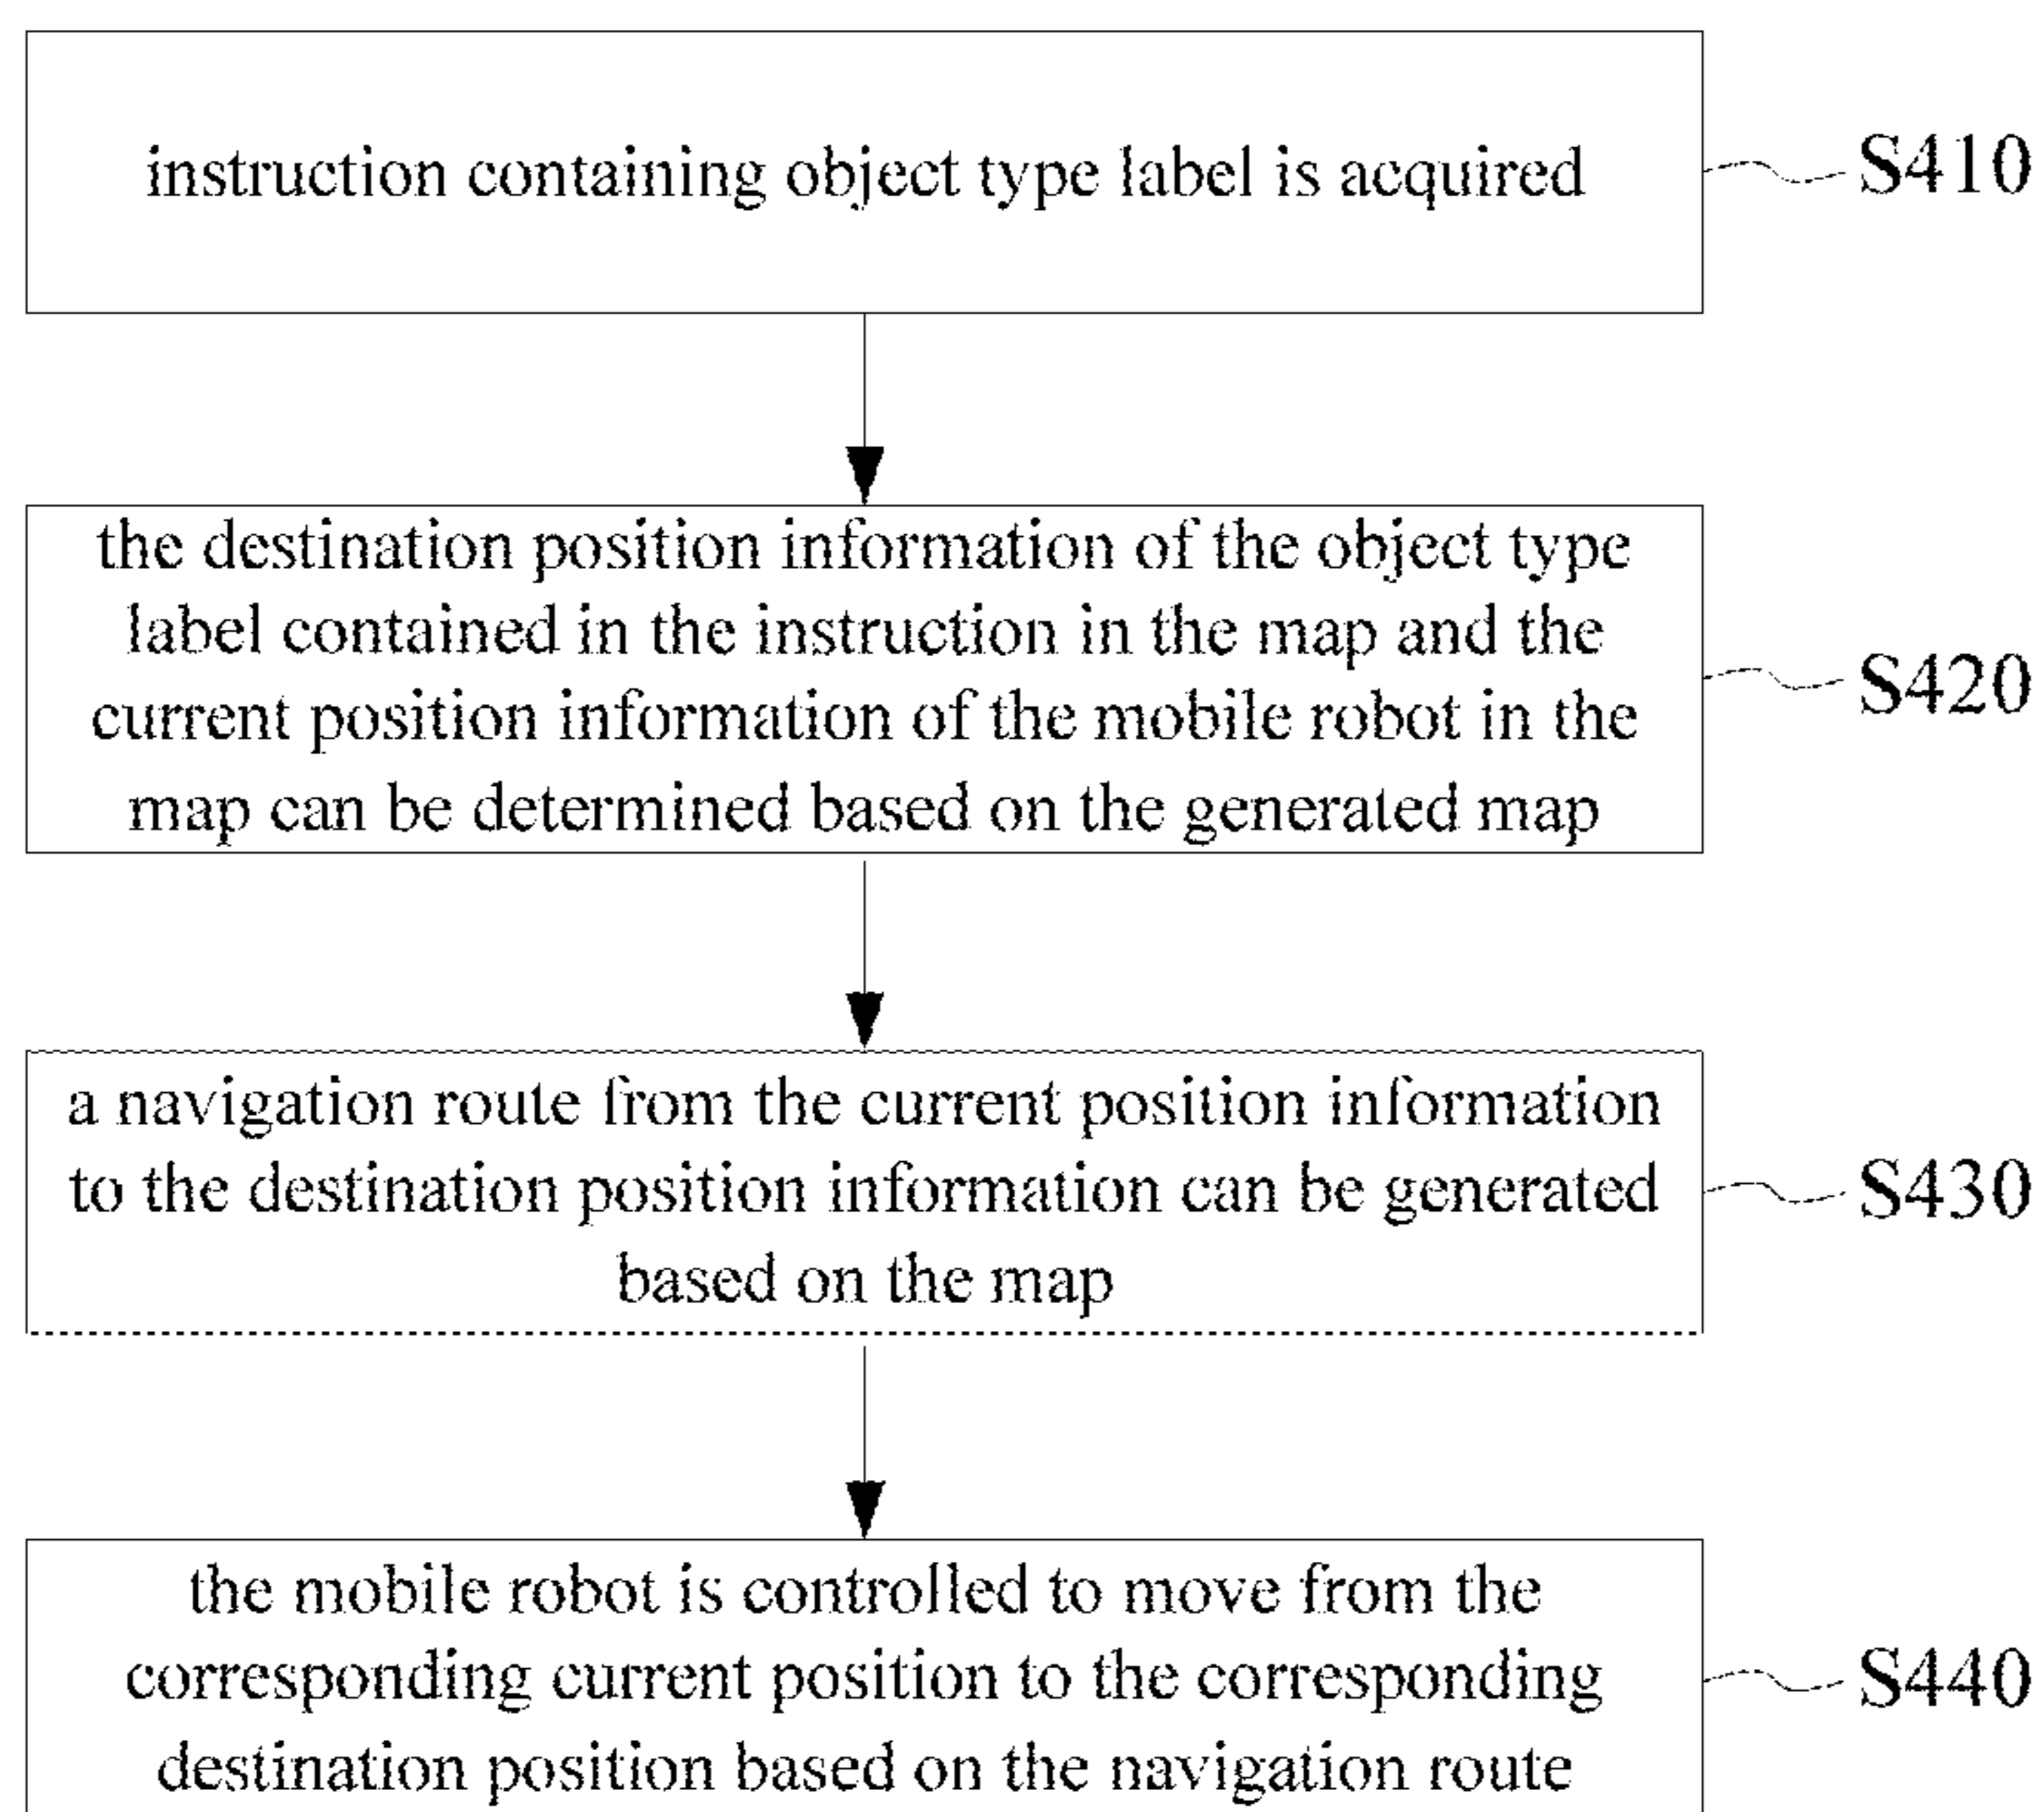 instruction containing object type label is acquired
S410
the destination position information of the object type
label contained in the instruction in the map and the
current position information of the mobile robot in the
map can be determined based on the generated map
S420
a navigation route from the current position information
to the destination position information can be generated
based on the map
S430
the mobile robot is controlled to move from the
corresponding current position to the corresponding
destination position based on the navigation route
S440